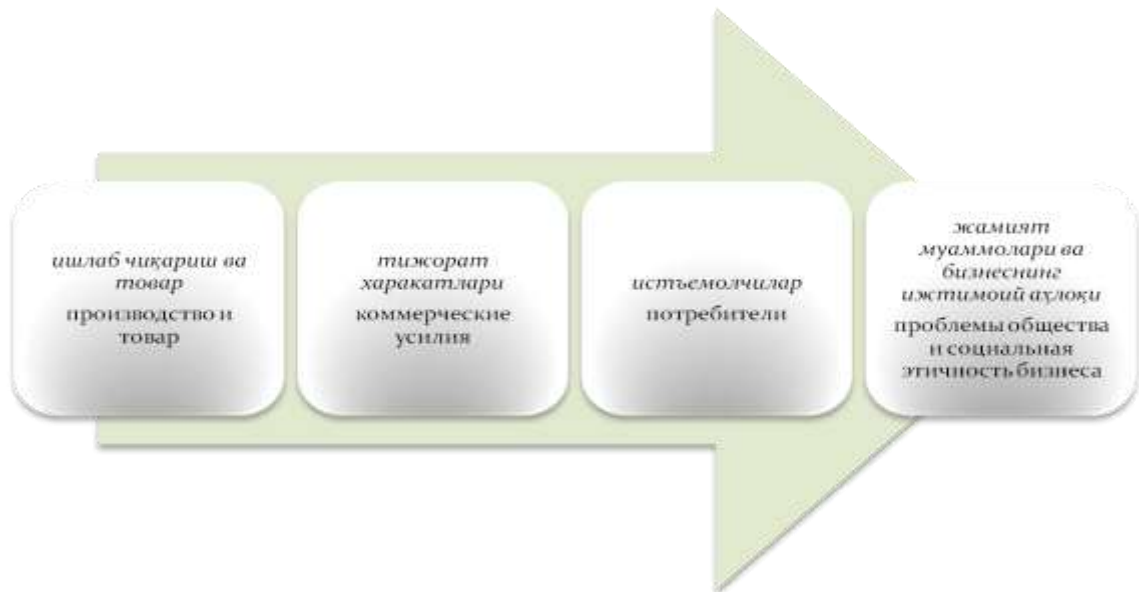 ишлаб чиқариш ва
товар
производство и
товар
тижорат
харакатлари
коммерческие
усилия
истъемолчилар
потребители
жамият
муаммолари ва
бизнеснинг
ижтимоий аҳлоқи
проблемы общества
и социальная
этичность бизнеса